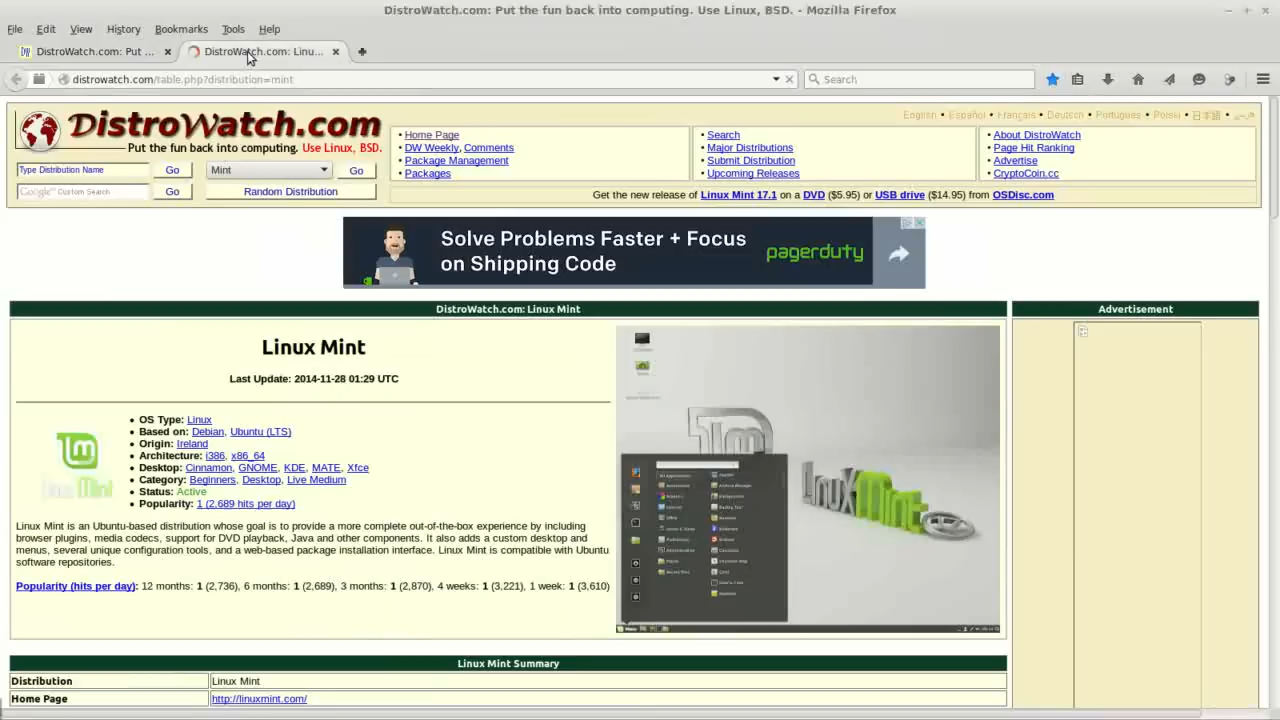 DistroWatch.com: Put the fun back into computing. Use Linux, BSD. - Mozilla Firefox
File Edit View History Bookmarks Tools Help
DistroWatch.com: Put ...
DistroWatch.com: Linu...
distrowatch.com/table.php?distribution=mint
Search
DistroWatch.com
Put the fun back into computing. Use Linux, BSD.
English • Español • Français • Deutsch • Português • Polski • 日本語 •
Type Distribution Name Go
Mint Go
Google Custom Search Go
Random Distribution
• Home Page
• DW Weekly, Comments
• Package Management
• Packages
• Search
• Major Distributions
• Submit Distribution
• Upcoming Releases
• About DistroWatch
• Page Hit Ranking
• Advertise
• CryptoCoin.cc
Get the new release of Linux Mint 17.1 on a DVD ($5.95) or USB drive ($14.95) from OSDisc.com
Solve Problems Faster + Focus
on Shipping Code
pagerduty
DistroWatch.com: Linux Mint
Advertisement
Linux Mint
Last Update: 2014-11-28 01:29 UTC
• OS Type: Linux
• Based on: Debian, Ubuntu (LTS)
• Origin: Ireland
• Architecture: i386, x86_64
• Desktop: Cinnamon, GNOME, KDE, MATE, Xfce
• Category: Beginners, Desktop, Live Medium
• Status: Active
• Popularity: 1 (2,689 hits per day)
Linux Mint
Linux Mint is an Ubuntu-based distribution whose goal is to provide a more complete out-of-the-box experience by including
browser plugins, media codecs, support for DVD playback, Java and other components. It also adds a custom desktop and
menus, several unique configuration tools, and a web-based package installation interface. Linux Mint is compatible with Ubuntu
software repositories.
Popularity (hits per day): 12 months: 1 (2,736), 6 months: 1 (2,689), 3 months: 1 (2,870), 4 weeks: 1 (3,221), 1 week: 1 (3,610)
LinuxMint
Linux Mint Summary
Distribution Linux Mint
Home Page http://linuxmint.com/